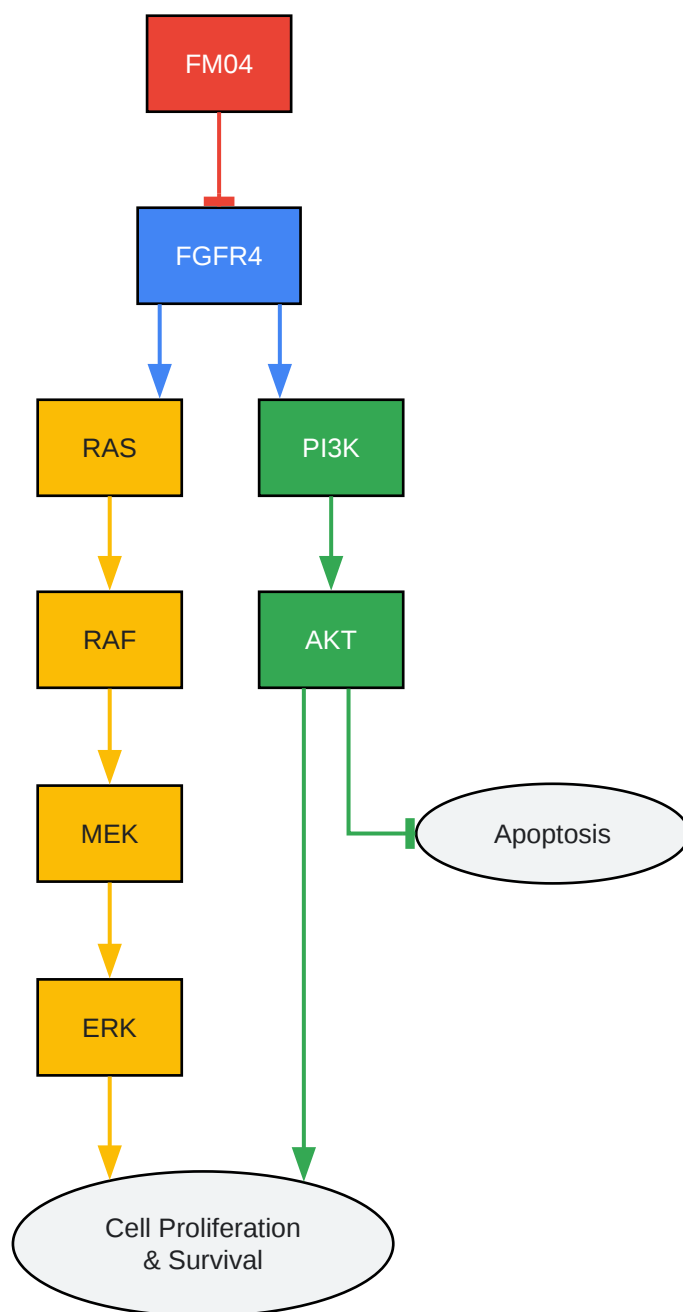 FM04
FGFR4
RAS
PI3K
RAF
AKT
MEK
Apoptosis
ERK
Cell Proliferation
& Survival